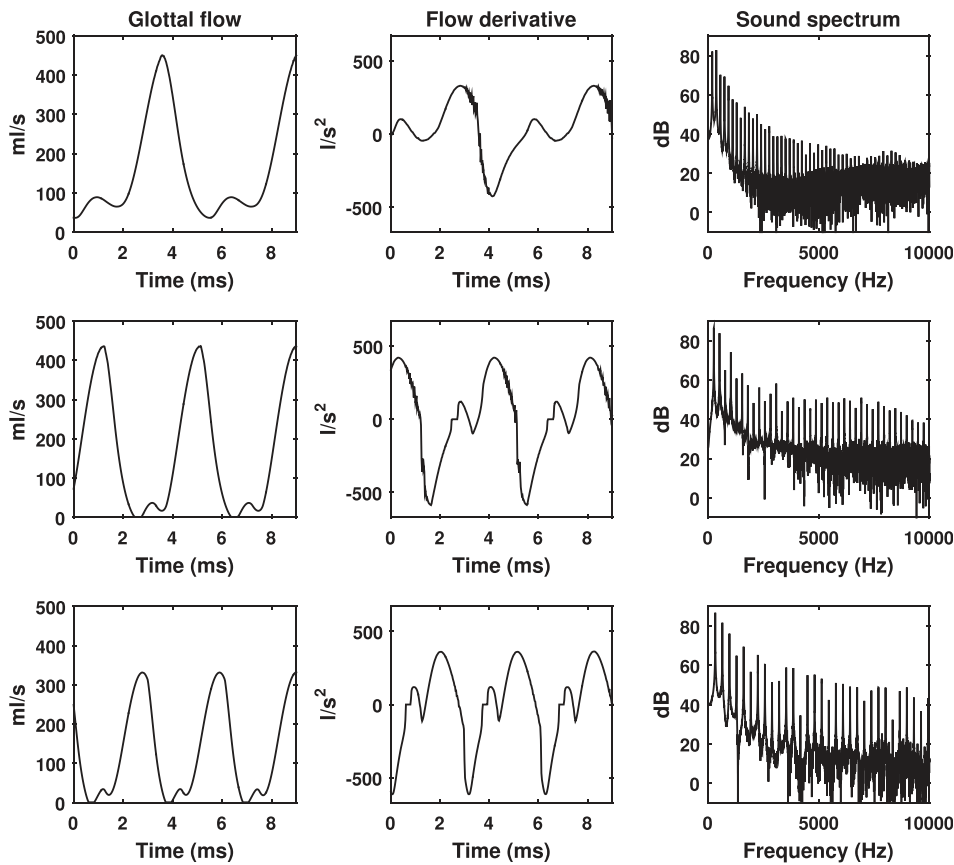 Glottal flow
Flow derivative
Sound spectrum
500
400
300
200
100
0
ml/s
0 2 4 6 8
Time (ms)
500
0
-500
l/s2
0 2 4 6 8
Time (ms)
80
60
40
20
0
dB
0 5000 10000
Frequency (Hz)
500
400
300
200
100
0
ml/s
0 2 4 6 8
Time (ms)
500
0
-500
l/s2
0 2 4 6 8
Time (ms)
80
60
40
20
0
dB
0 5000 10000
Frequency (Hz)
500
400
300
200
100
0
ml/s
0 2 4 6 8
Time (ms)
500
0
-500
l/s2
0 2 4 6 8
Time (ms)
80
60
40
20
0
dB
0 5000 10000
Frequency (Hz)